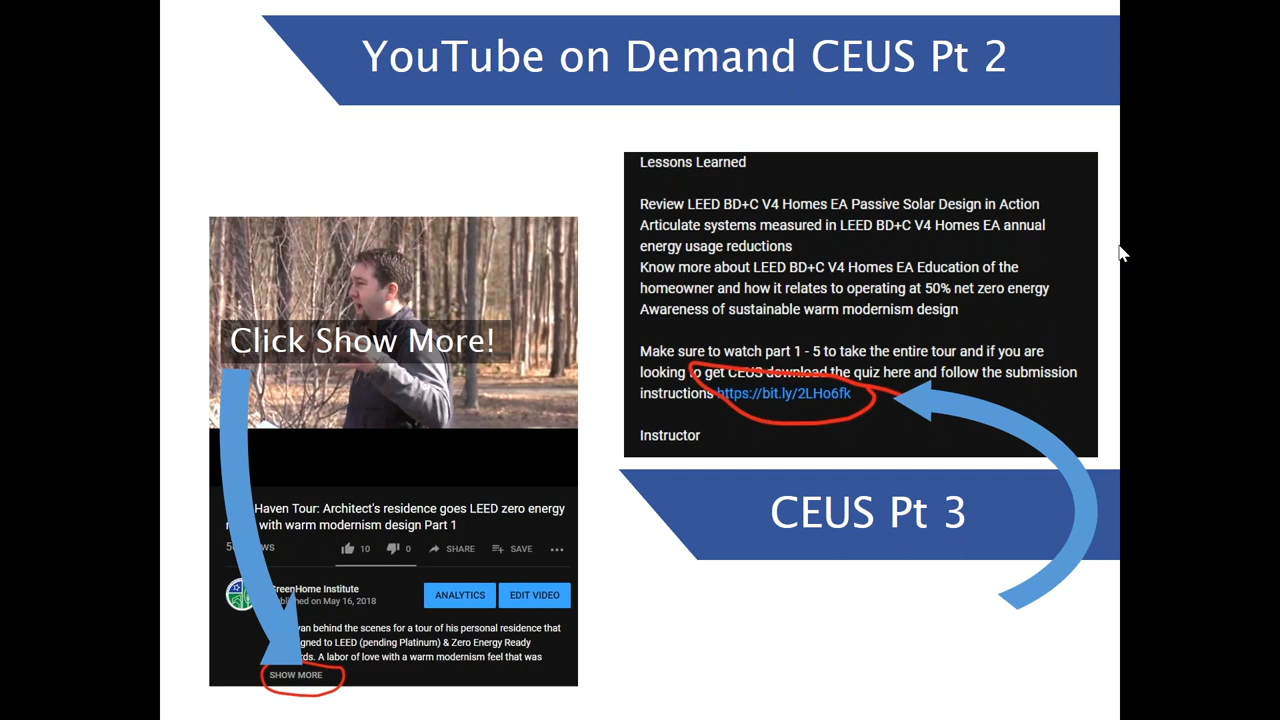 YouTube on Demand CEUS Pt 2
Lessons Learned
Review LEED BD+C V4 Homes EA Passive Solar Design in Action
Articulate systems measured in LEED BD+C V4 Homes EA annual
energy usage reductions
Know more about LEED BD+C V4 Homes EA Education of the
homeowner and how it relates to operating at 50% net zero energy
Awareness of sustainable warm modernism design
Make sure to watch part 1 - 5 to take the entire tour and if you are
looking to get CEUS download the quiz here and follow the submission
instructions https://bit.ly/2LHo6fk
Instructor
Click Show More!
Haven Tour: Architect's residence goes LEED zero energy
with warm modernism design Part 1
10 0 SHARE SAVE
GreenHome Institute
Published on May 16, 2018
ANALYTICS EDIT VIDEO
behind the scenes for a tour of his personal residence that
to LEED (pending Platinum) & Zero Energy Ready
A labor of love with a warm modernism feel that was
SHOW MORE
CEUS Pt 3